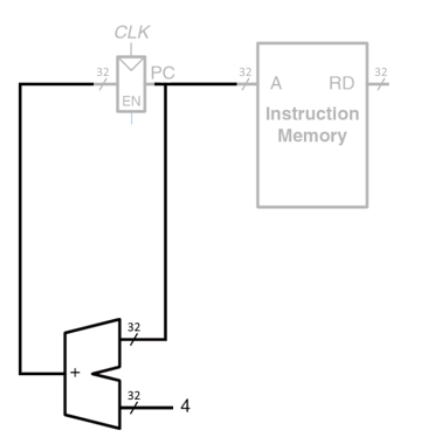 CLK
32 PC 32 A RD 32
EN
Instruction
Memory
32
+
32 4